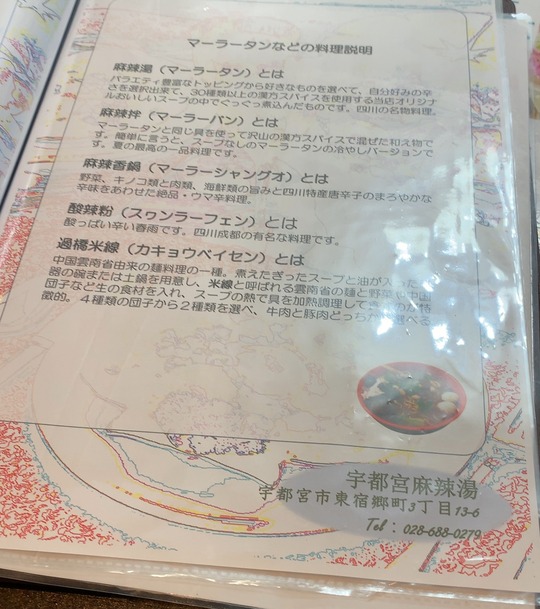 マーラータンなどの料理説明
麻辣湯（マーラータン）とは
バラエティ豊富なトッピングから好きなものを選べて、自分好みの辛
さを選択出来て、30種類以上の漢方スパイスを使用する当店オリジナ
ルおいしいスープの中でぐっぐっ煮込んだものです。四川の名物料理。
麻辣拌（マーラーバン）とは
マーラータンと同じ具を使って沢山の漢方スパイスで混ぜた和え物で
す。簡単に言うと、スープなしのマーラータンの冷やしバージョンで
す。夏の最高の一品料理です。
麻辣香鍋（マーラーシャングオ）とは
野菜、キノコ類と肉類、海鮮類の旨みと四川特産唐辛子のまろやかな
辛味をあわせた絶品・ウマ辛料理。
酸辣粉（スヮンラーフェン）とは
酸っぱい辛い春雨です。四川成都の有名な料理です。
過橋米線（カキョウベイセン）とは
中国雲南省由来の麺料理の一種。煮えたぎったスープと油が入った
器の碗または土鍋を用意し、米線と呼ばれる雲南省の麺と野菜や中国
団子など生の食材を入れ、スープの熱で具を加熱調理して
徴的。４種類の団子から２種類を選べ、牛肉と豚肉どっちか選べる
宇都宮麻辣湯
宇都宮市東宿郷町3丁目13-6
Tel：028-688-0279